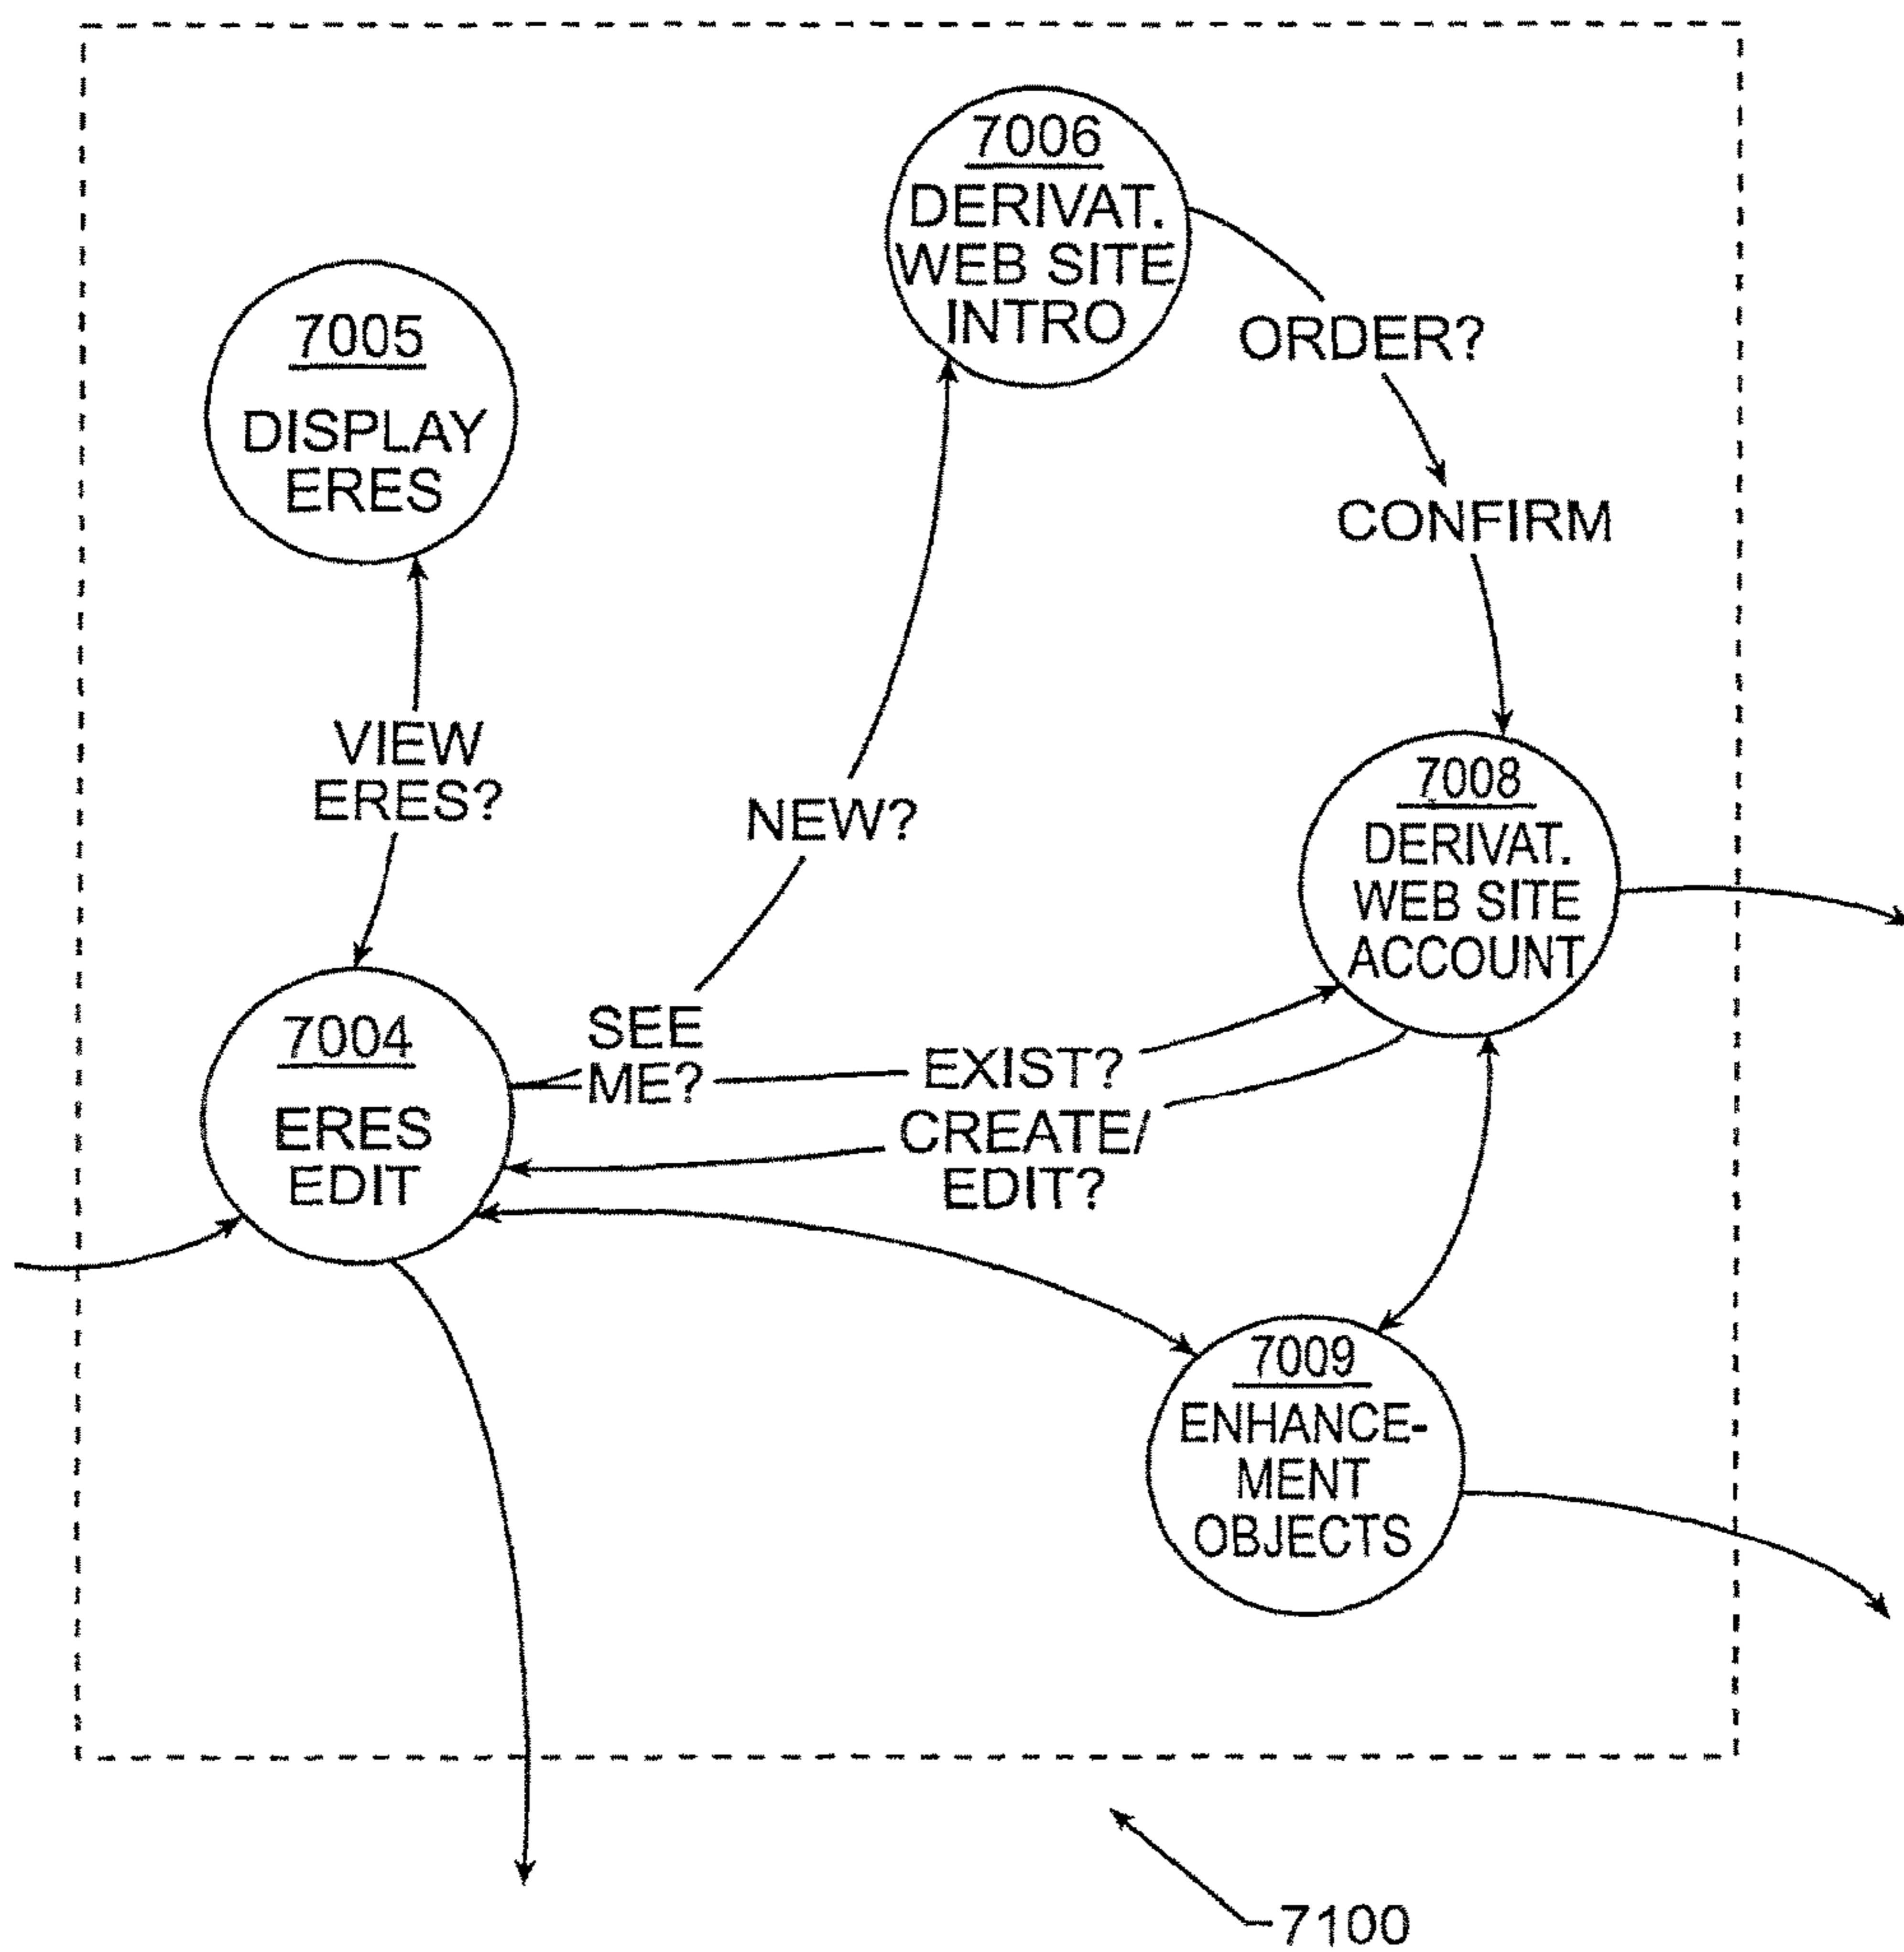 7006
DERIVAT.
WEB SITE
INTRO
7005
DISPLAY
ERES
ORDER?
CONFIRM
VIEW
ERES?
NEW?
7008
DERIVAT.
WEB SITE
ACCOUNT
7004
ERES
EDIT
SEE
ME?
EXIST?
CREATE/
EDIT?
7009
ENHANCE-
MENT
OBJECTS
7100